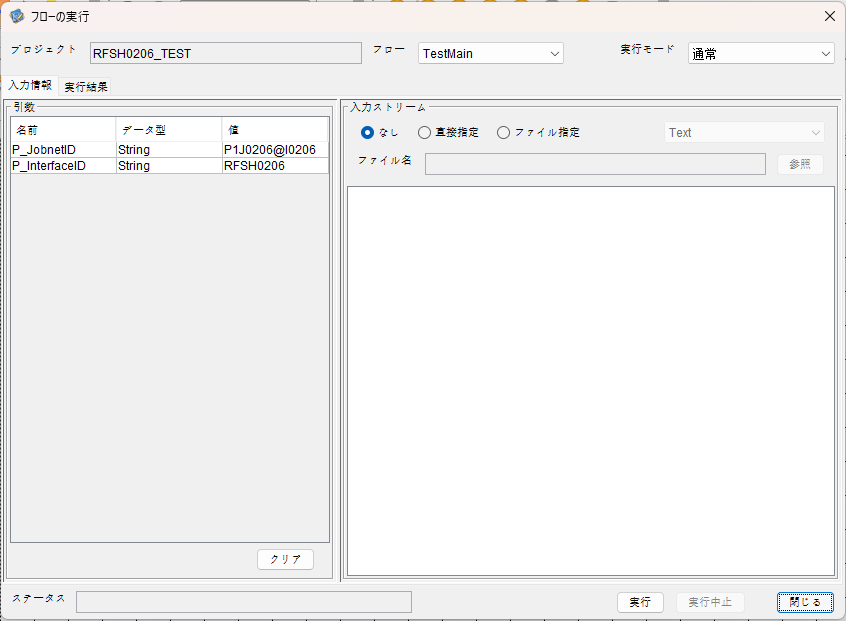 フローの実行
プロジェクト RFSH0206_TEST フロー TestMain 実行モード 通常
入力情報 実行結果
引数
名前 データ型 値
P_JobnetID String P1J0206@I0206
P_InterfaceID String RFSH0206
クリア
入力ストリーム
なし 直接指定 ファイル指定 Text
ファイル名 参照
ステータス 実行 実行中止 閉じる